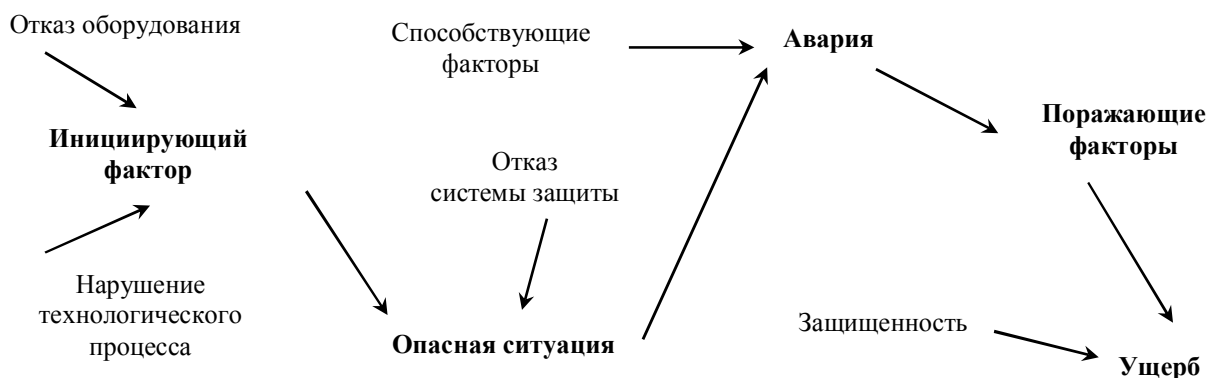 Отказ оборудования
Способствующие
факторы
Авария
Инициирующий
фактор
Поражающие
факторы
Отказ
системы защиты
Нарушение
технологического
процесса
Опасная ситуация
Защищенность
Ущерб